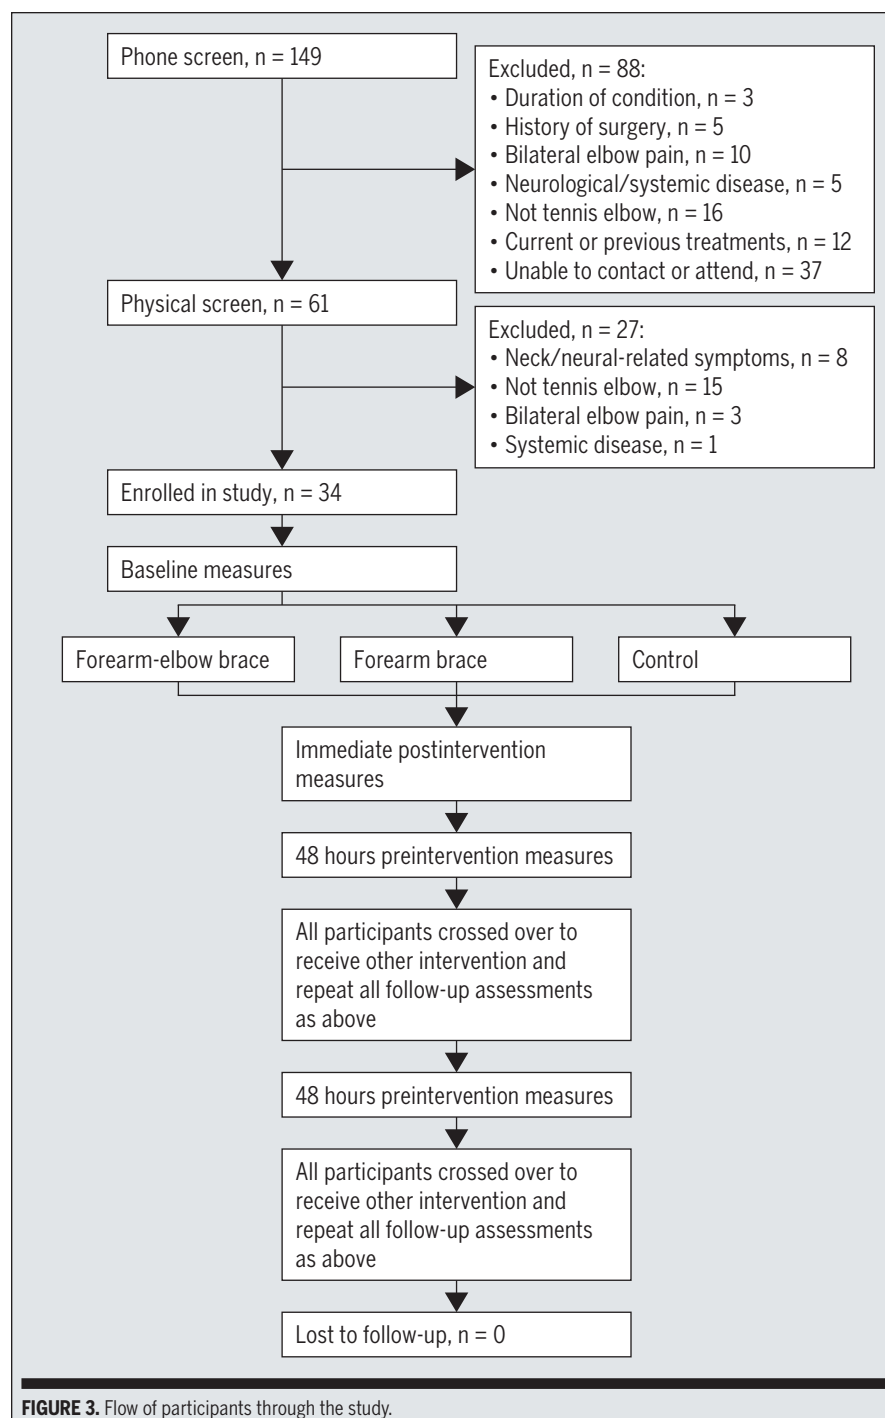 Phone screen, n = 149
Excluded, n = 88:
• Duration of condition, n = 3
• History of surgery, n = 5
• Bilateral elbow pain, n = 10
• Neurological/systemic disease, n = 5
• Not tennis elbow, n = 16
• Current or previous treatments, n = 12
• Unable to contact or attend, n = 37
Physical screen, n = 61
Excluded, n = 27:
• Neck/neural-related symptoms, n = 8
• Not tennis elbow, n = 15
• Bilateral elbow pain, n = 3
• Systemic disease, n = 1
Enrolled in study, n = 34
Baseline measures
Forearm-elbow brace
Forearm brace
Control
Immediate postintervention
measures
48 hours preintervention measures
All participants crossed over to
receive other intervention and
repeat all follow-up assessments
as above
48 hours preintervention measures
All participants crossed over to
receive other intervention and
repeat all follow-up assessments
as above
Lost to follow-up, n = 0
FIGURE 3. Flow of participants through the study.